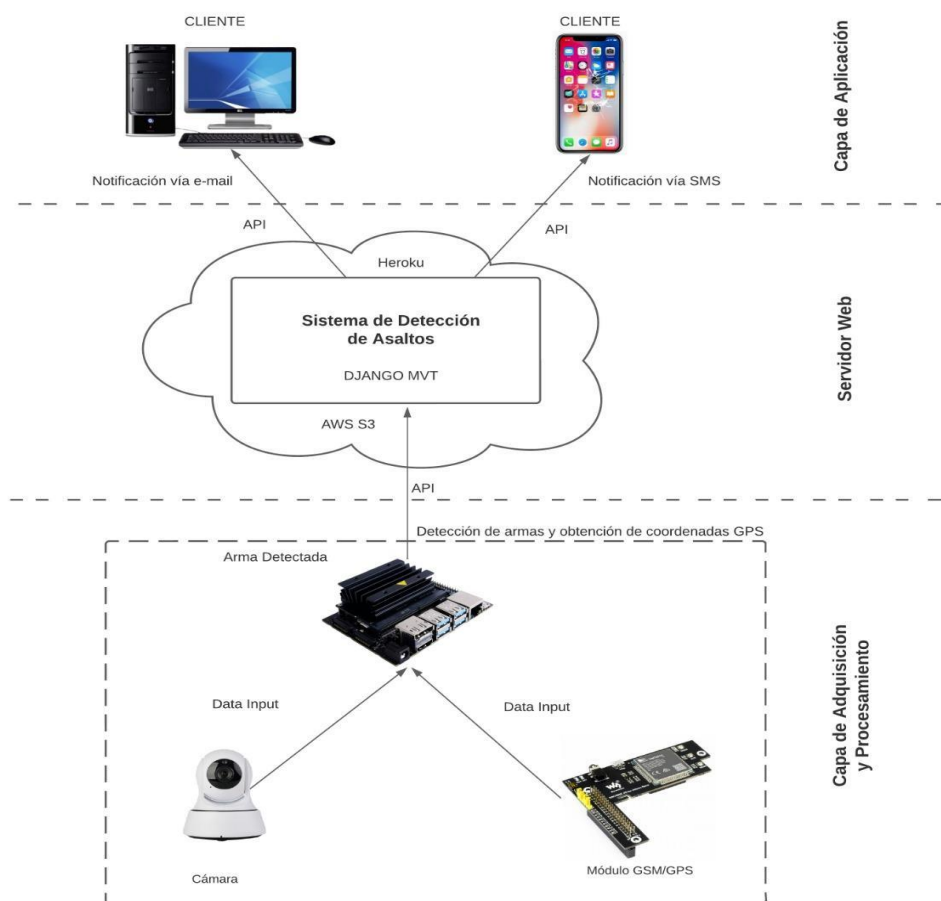 CLIENTE
CLIENTE
Capa de Aplicación
Notificación vía e-mail
Notificación vía SMS
API
API
Heroku
Sistema de Detección
de Asaltos
DJANGO MVT
AWS S3
Servidor Web
API
Detección de armas y obtención de coordenadas GPS
Arma Detectada
Data Input
Data Input
Capa de Adquisición
y Procesamiento
Cámara
Módulo GSM/GPS